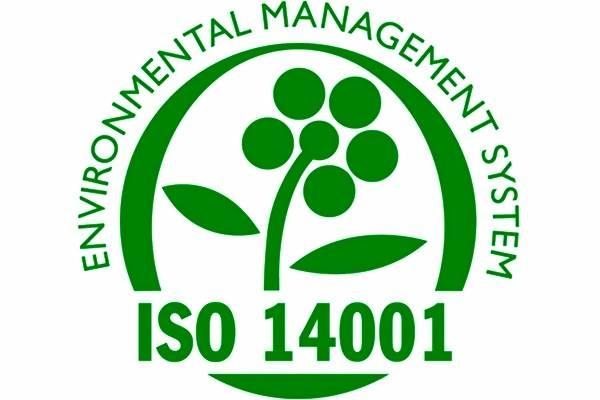 ENVIRONMENTAL MANAGEMENT SYSTEM
ISO 14001